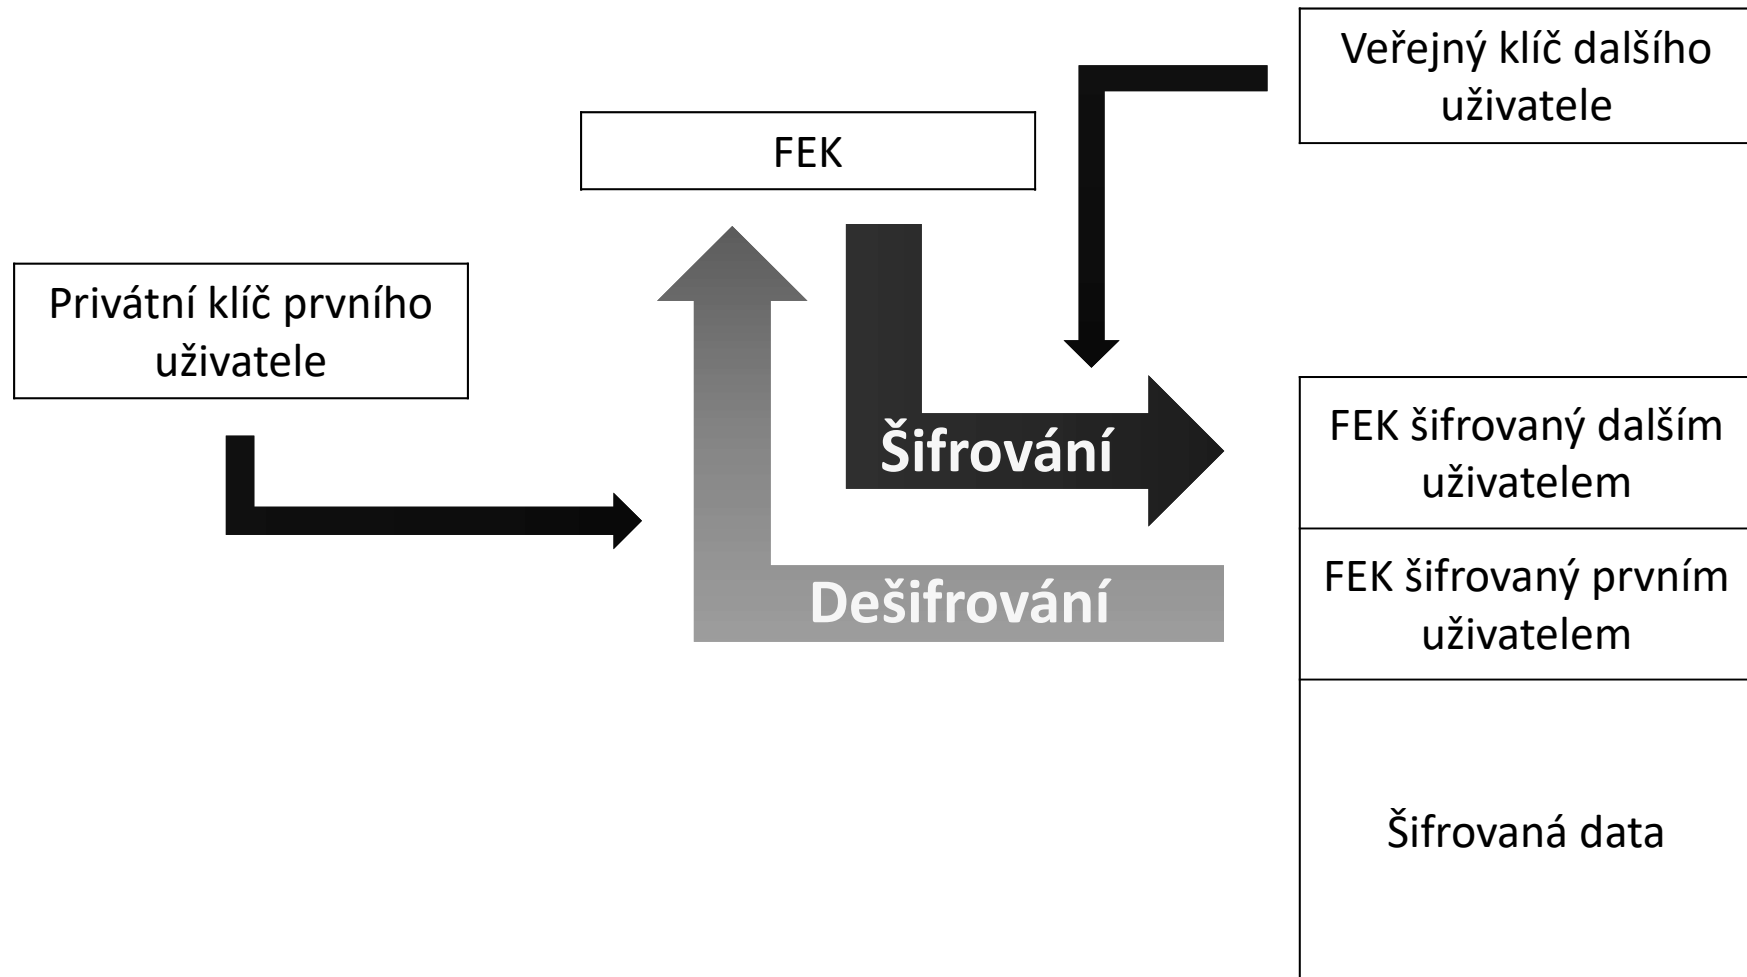 Veřejný klíč dalšího
uživatele
FEK
Privátní klíč prvního
uživatele
Šifrování
FEK šifrovaný dalším
uživatelem
Dešifrování
FEK šifrovaný prvním
uživatelem
Šifrovaná data